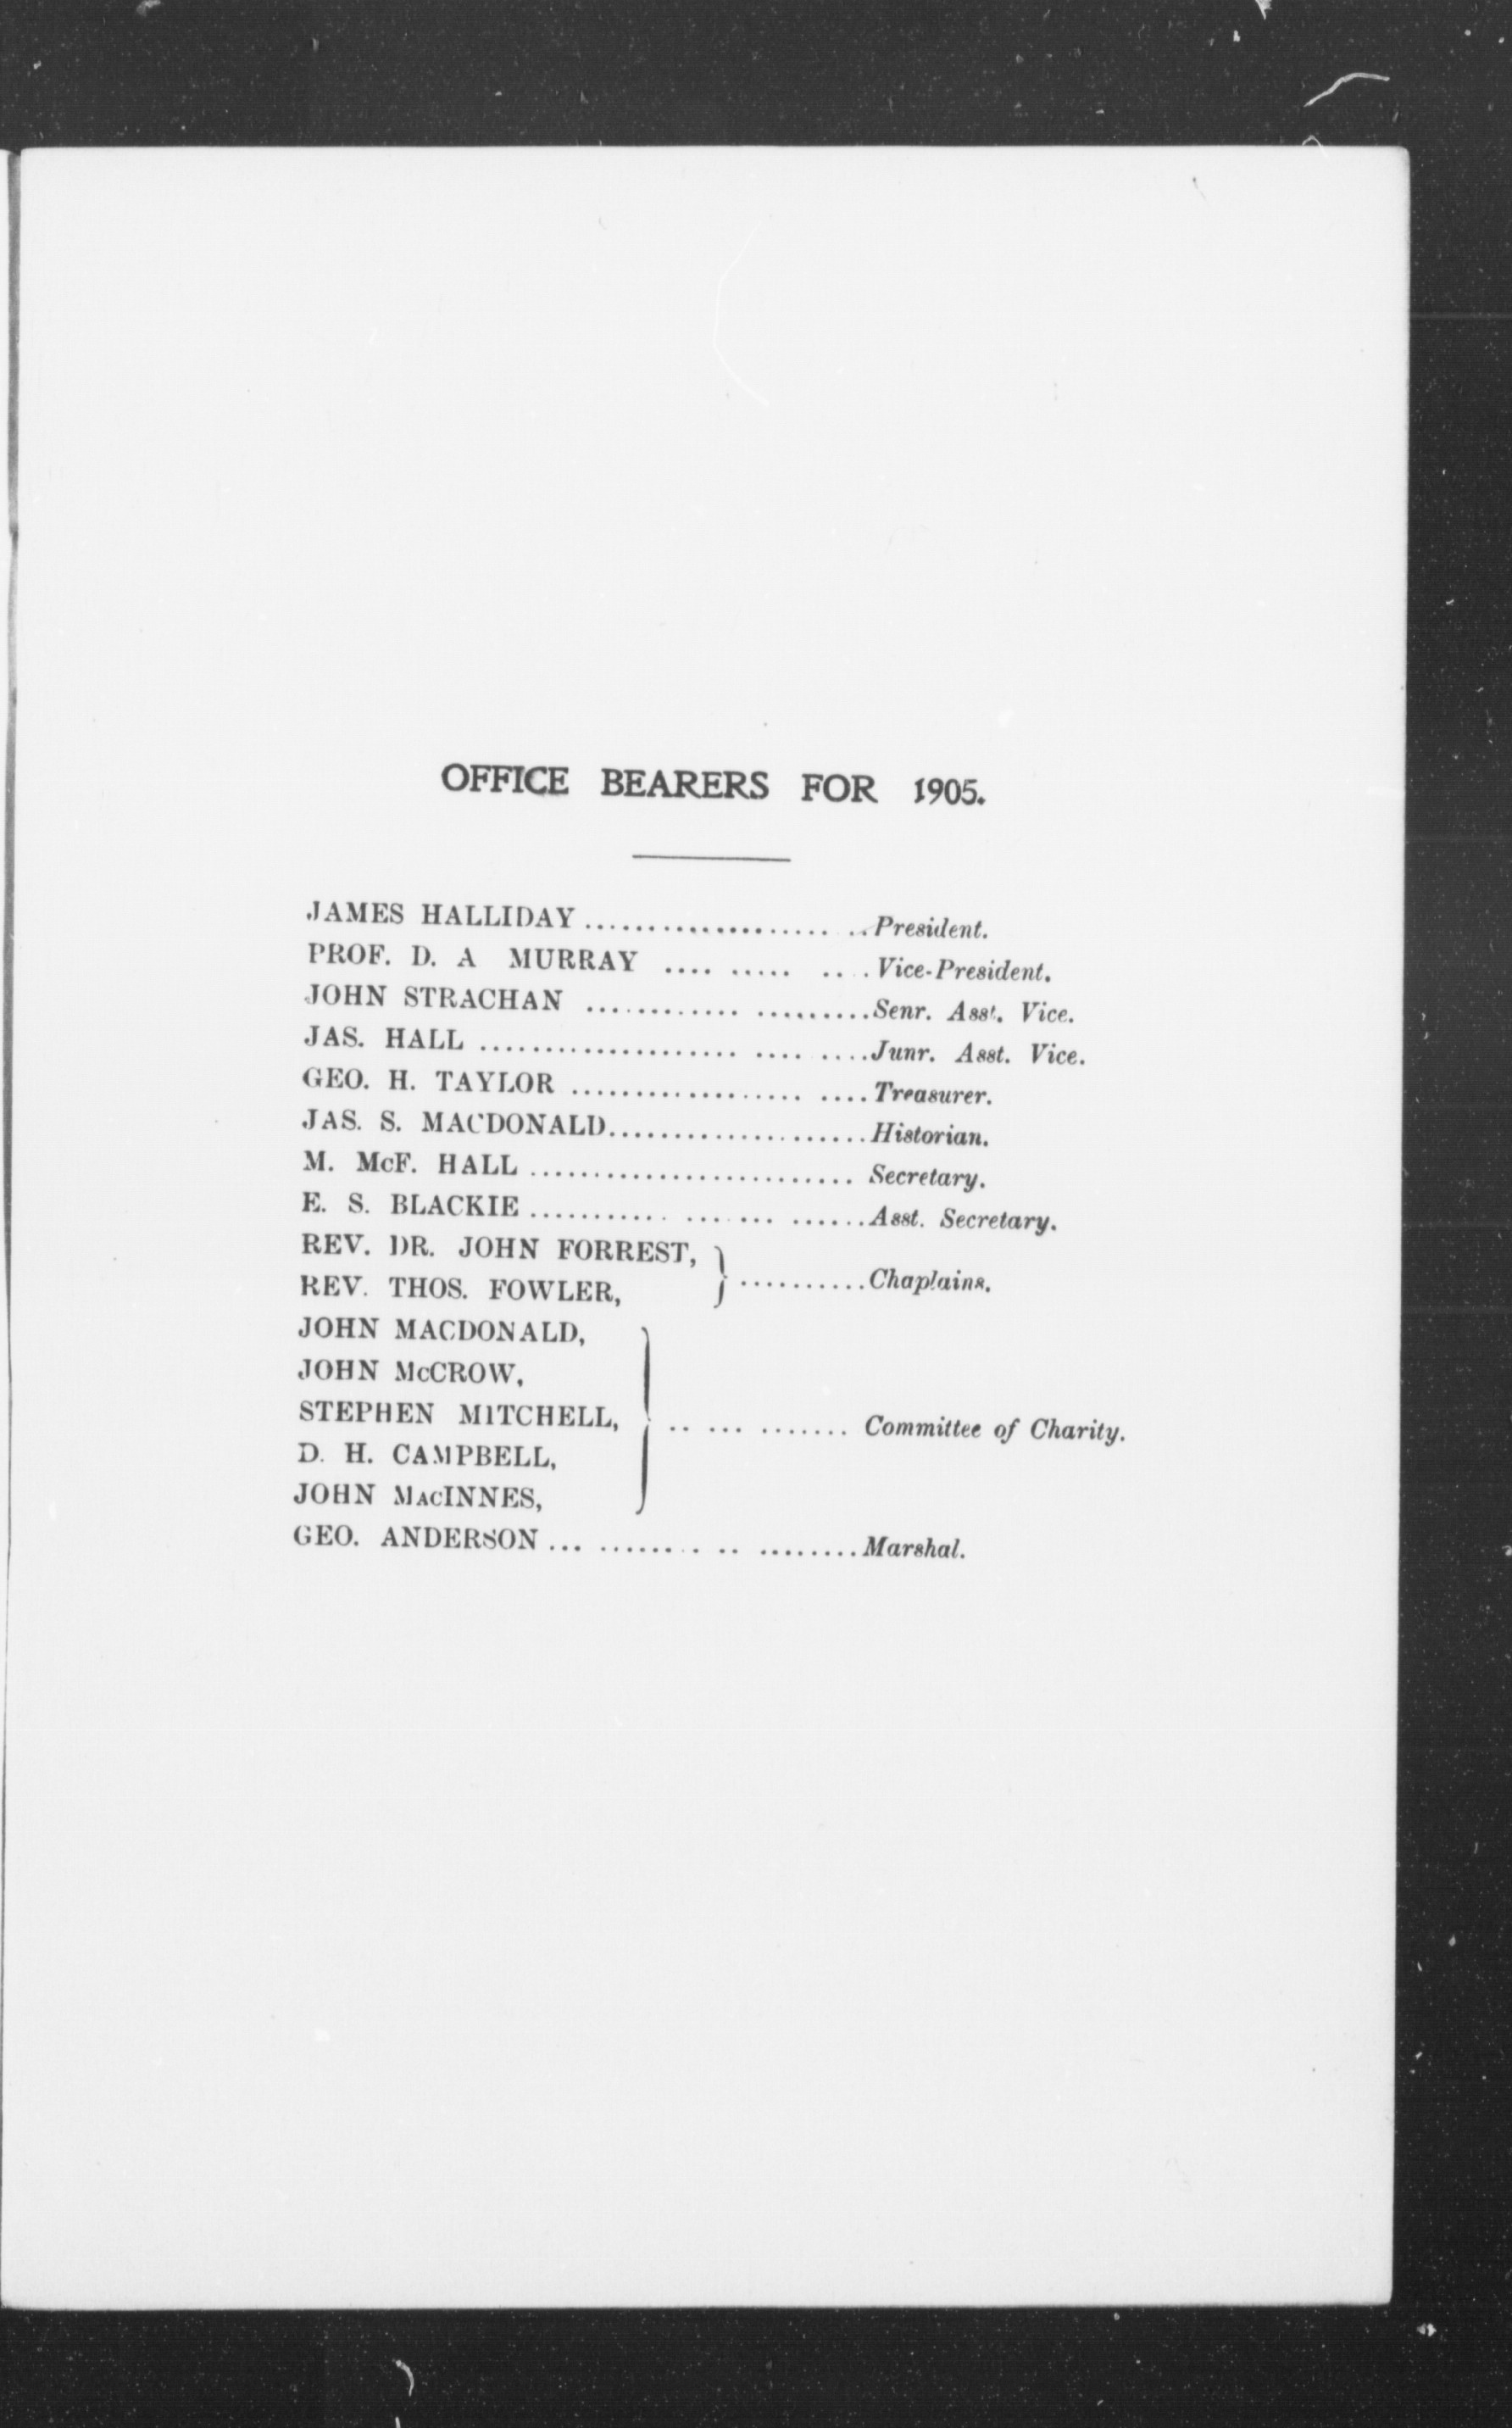 OFFICE BEARERS FOR 1905.
JAMES HALLIDAY ..................... ..President.
PROF. D. A MURRAY .... ..... .. .. Vice-President.
JOHN STRACHAN ............ .........Senr. Asst. Vice.
JAS. HALL .................... .... ....Junr. Asst. Vice.
GEO. H. TAYLOR .................. .... Treasurer.
JAS. S. MACDONALD.....................Historian.
M. McF. HALL ......................... Secretary.
E. S. BLACKIE ........... ....... ......Asst. Secretary.
REV. DR. JOHN FORREST,
REV. THOS. FOWLER, } ..........Chaplains.
JOHN MACDONALD,
JOHN McCROW,
STEPHEN MITCHELL, } .. ... ....... Committee of Charity.
D. H. CAMPBELL,
JOHN MacINNES,
GEO. ANDERSON ... ........ .. ........Marshal.